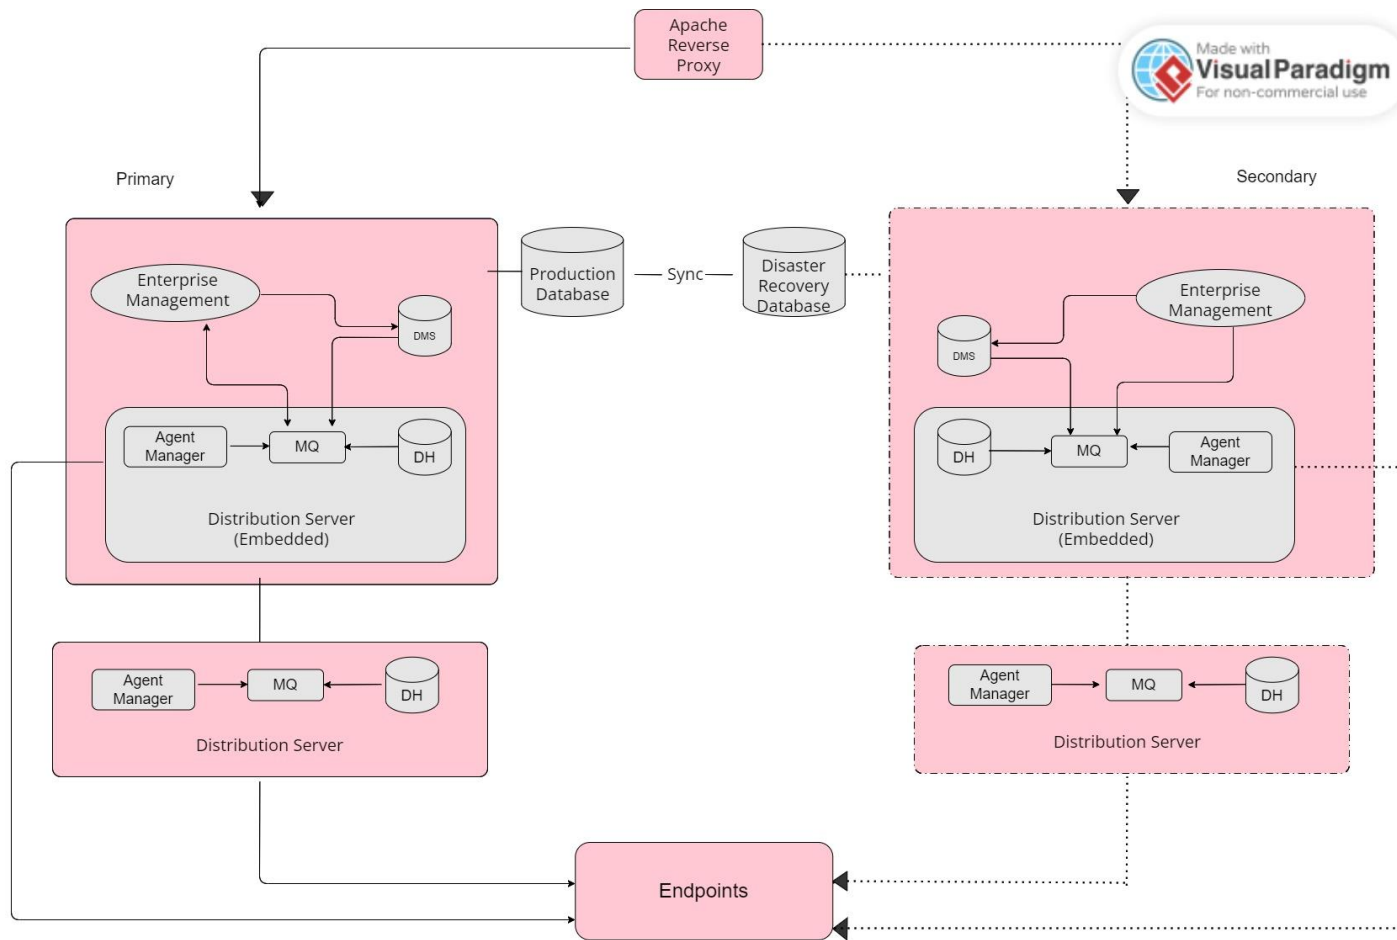 Apache
Reverse
Proxy
Made with
Visual Paradigm
For non-commercial use
Primary
Secondary
Enterprise
Management
DMS
Production
Database
Sync
Disaster
Recovery
Database
Enterprise
Management
DMS
Agent
Manager
MQ
DH
Distribution Server
(Embedded)
DH
MQ
Agent
Manager
Distribution Server
(Embedded)
Agent
Manager
MQ
DH
Distribution Server
Agent
Manager
MQ
DH
Distribution Server
Endpoints